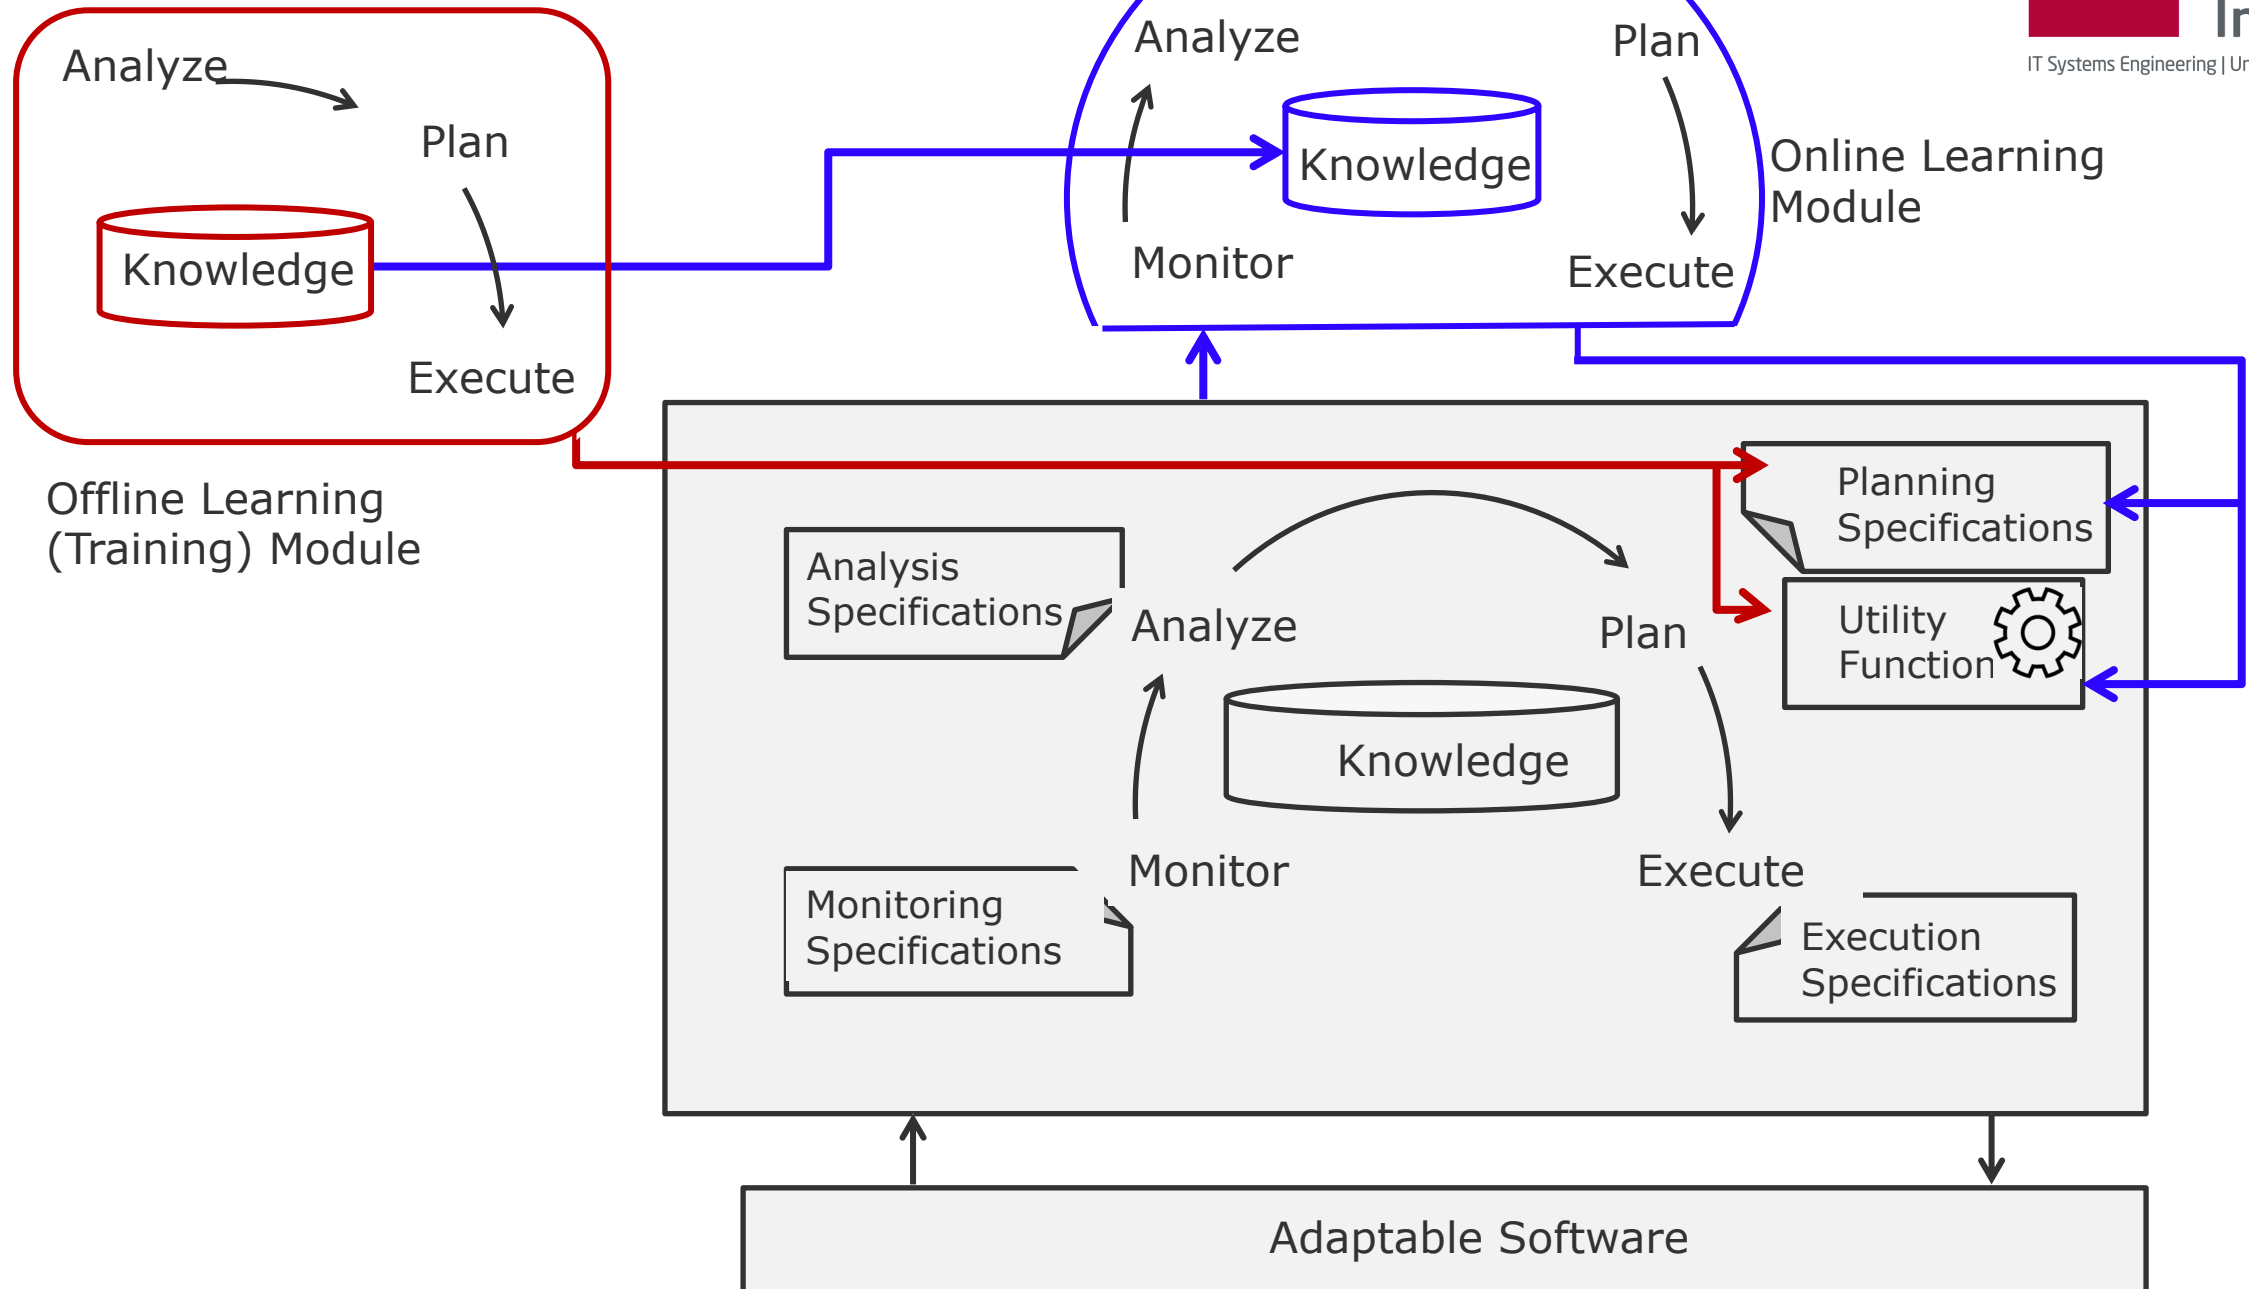 Analyze
Plan
Knowledge
Execute
Offline Learning
(Training) Module
Analyze
Plan
Knowledge
Monitor
Execute
Online Learning
Module
IT Systems Engineering | Un
Planning
Specifications
Utility
Function
Analysis
Specifications
Analyze
Plan
Knowledge
Monitor
Execute
Monitoring
Specifications
Execution
Specifications
Adaptable Software